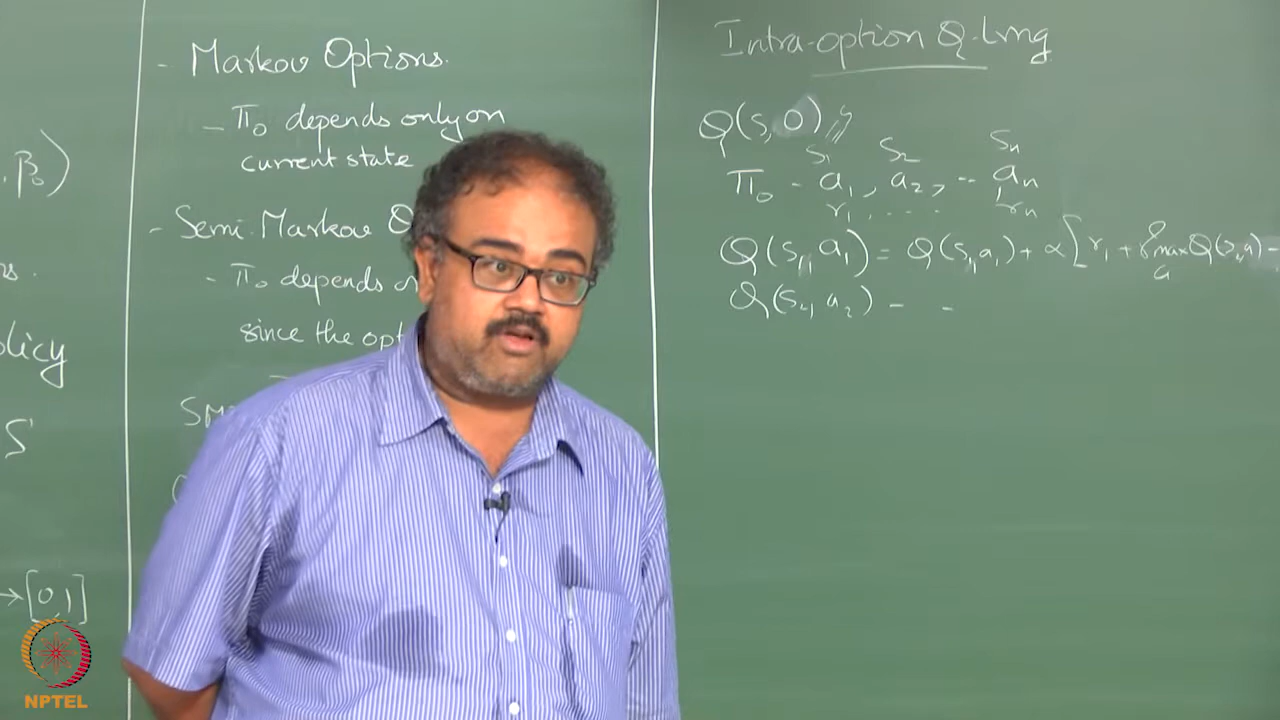 , β₀)
olicy
S
→[0,1]
- Markov Options.
- π₀ depends only on
current state
- Semi-Markov O
- π₀ depends o
since the opt
SM
Intra-option Q-Lrng
Q(s, O)
s₁ s₂ sₙ
π₀ - a₁, a₂, -- aₙ
r₁, .... rₙ
Q(s₁, a₁) = Q(s₁, a₁) + α[r₁ + γ max Q(s₂, a) -
a
Q(s₂, a₂) - -
NPTEL